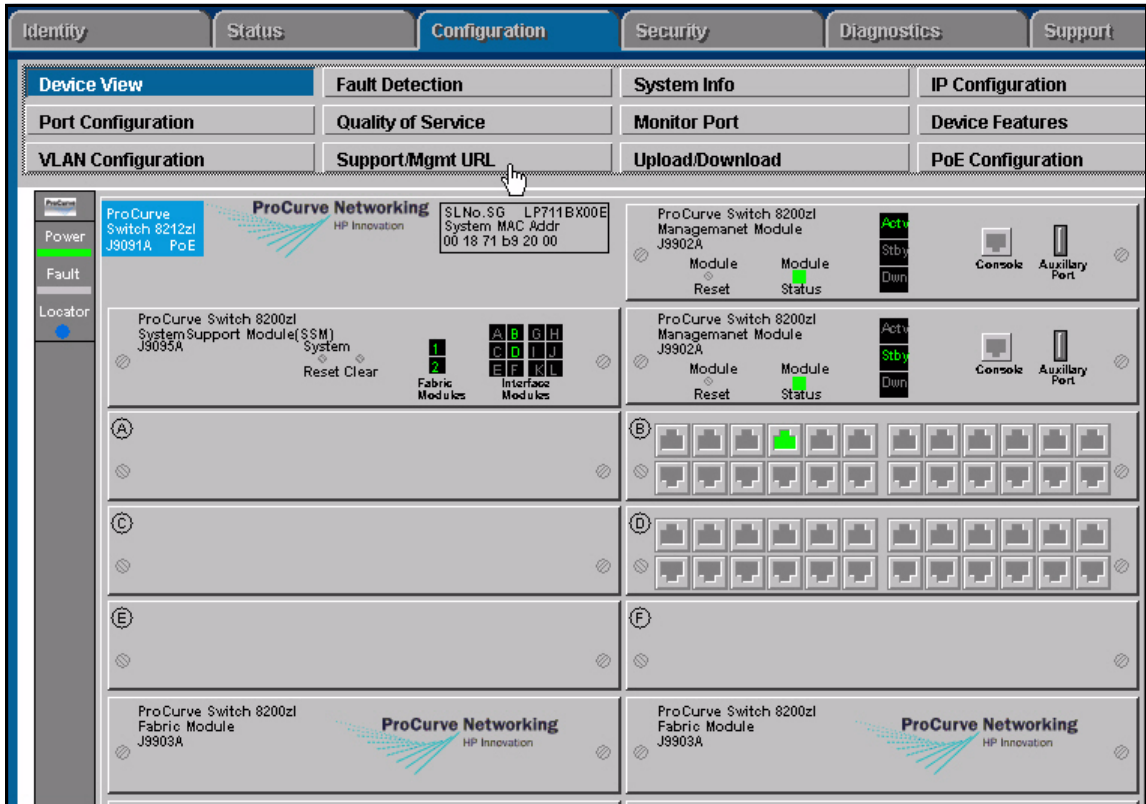 Identity Status Configuration Security Diagnostics Support
Device View Fault Detection System Info IP Configuration
Port Configuration Quality of Service Monitor Port Device Features
VLAN Configuration Support/Mgmt URL Upload/Download PoE Configuration
ProCurve
Power
Fault
Locator
ProCurve
Switch 8212zl
J9091A PoE
ProCurve Networking
HP Innovation
SLNo.SG LP711BX00E
System MAC Addr
00 18 71 b9 20 00
ProCurve Switch 8200zl
Managemanet Module
J9902A
Module Module
Reset Status
Actv
Stby
Dwn
Console Auxillary
Port
ProCurve Switch 8200zl
SystemSupport Module(SSM)
J9095A
System
Reset Clear
1
2
Fabric
Modules
A B G H
C D I J
E F K L
Interface
Modules
ProCurve Switch 8200zl
Managemanet Module
J9902A
Module Module
Reset Status
Actv
Stby
Dwn
Console Auxillary
Port
A
B
C
D
E
F
ProCurve Switch 8200zl
Fabric Module
J9903A
ProCurve Networking
HP Innovation
ProCurve Switch 8200zl
Fabric Module
J9903A
ProCurve Networking
HP Innovation